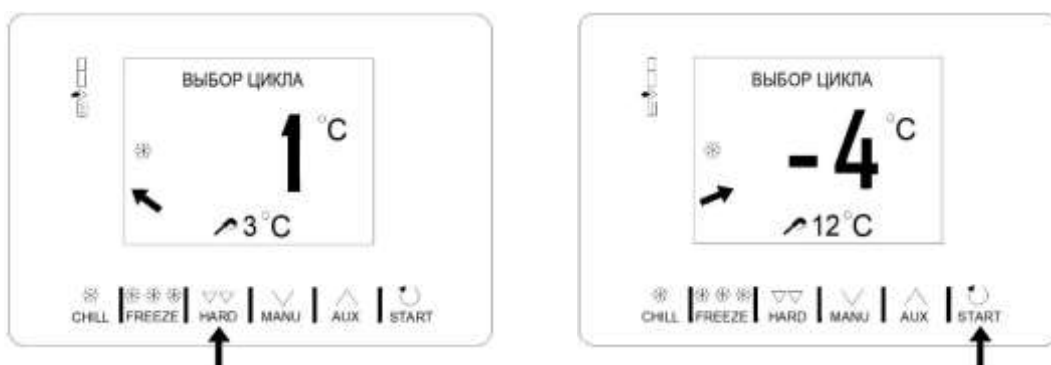 ВЫБОР ЦИКЛА
1 °C
3 °C
CHILL FREEZE HARD MANU AUX START
ВЫБОР ЦИКЛА
-4 °C
12 °C
CHILL FREEZE HARD MANU AUX START